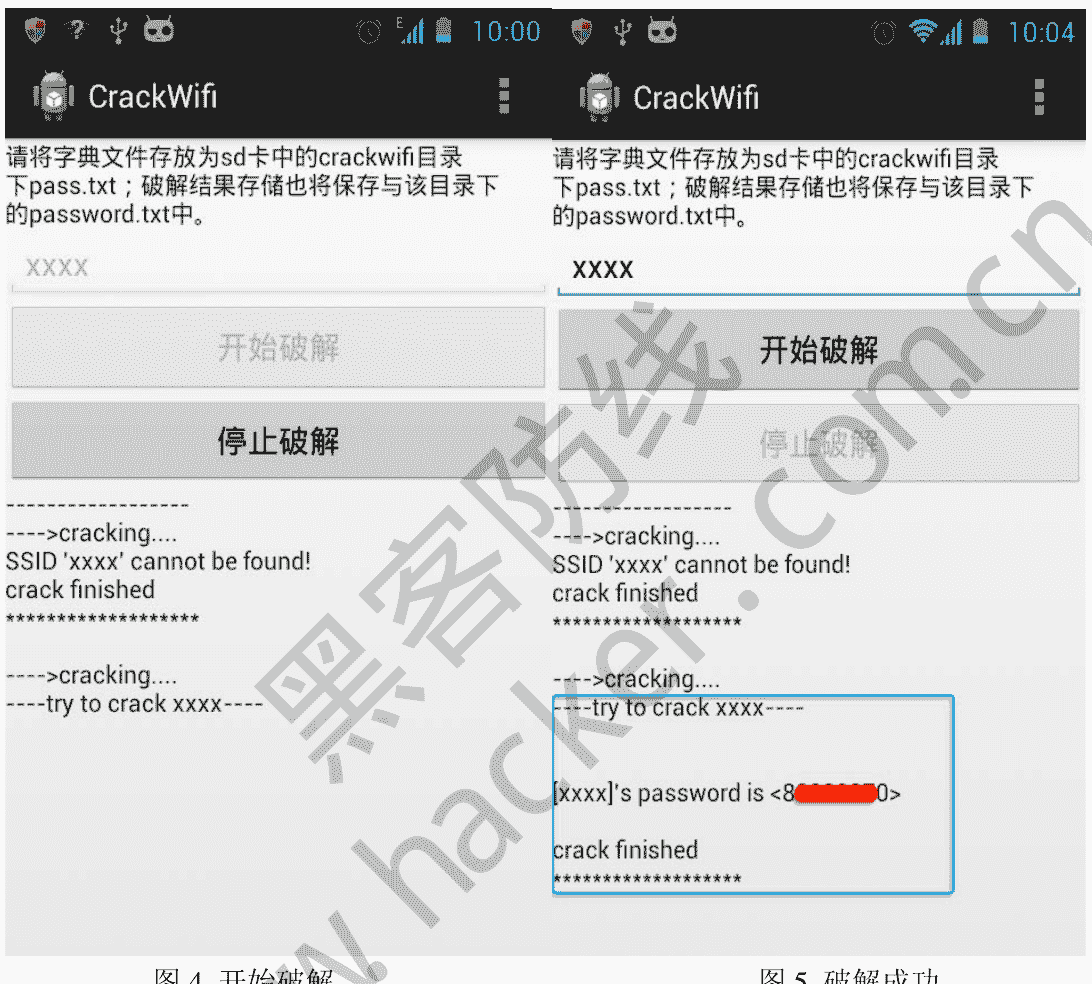 10:00
CrackWifi
请将字典文件存放为sd卡中的crackwifi目录
下pass.txt；破解结果存储也将保存与该目录下
的password.txt中。
xxxx
开始破解
停止破解
------------------
---->cracking....
SSID 'xxxx' cannot be found!
crack finished
*******************
---->cracking....
----try to crack xxxx----
图 4 开始破解
10:04
CrackWifi
请将字典文件存放为sd卡中的crackwifi目录
下pass.txt；破解结果存储也将保存与该目录下
的password.txt中。
xxxx
开始破解
停止破解
------------------
---->cracking....
SSID 'xxxx' cannot be found!
crack finished
*******************
---->cracking....
----try to crack xxxx----
[xxxx]'s password is <8 0>
crack finished
*******************
图 5 破解成功
黑客防线
w.hacker.com.cn